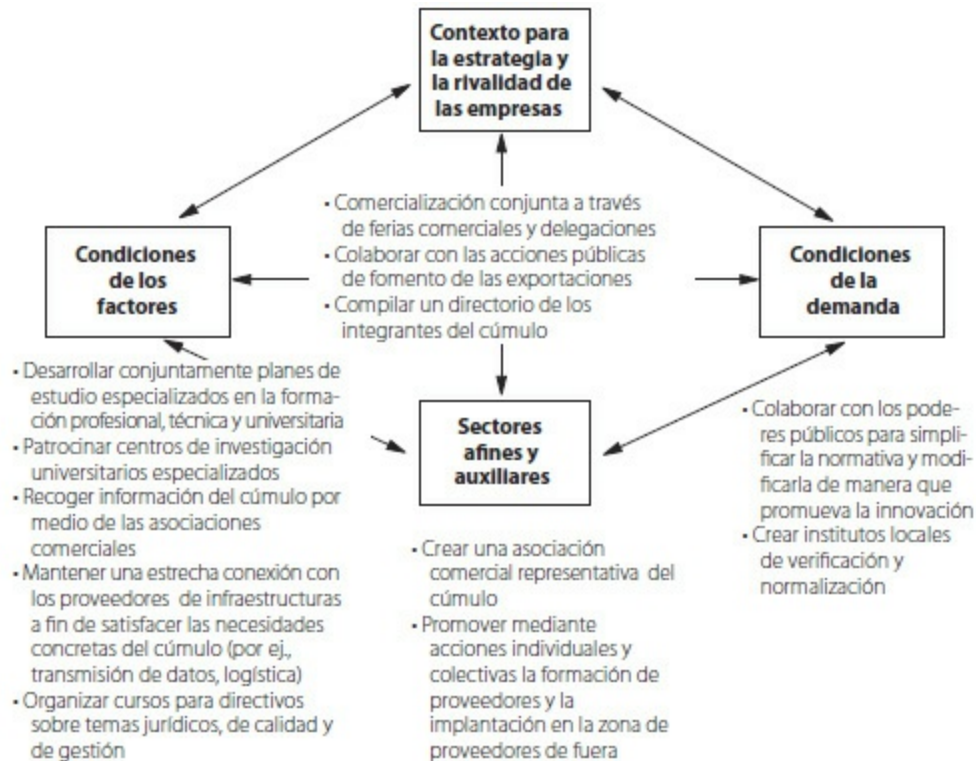 Contexto para
la estrategia y
la rivalidad de
las empresas
• Comercialización conjunta a través
de ferias comerciales y delegaciones
• Colaborar con las acciones públicas
de fomento de las exportaciones
• Compilar un directorio de los
integrantes del cúmulo
Condiciones
de los
factores
Condiciones
de la
demanda
• Desarrollar conjuntamente planes de
estudio especializados en la forma-
ción profesional, técnica y universitaria
• Patrocinar centros de investigación
universitarios especializados
• Recoger información del cúmulo por
medio de las asociaciones
comerciales
• Mantener una estrecha conexión con
los proveedores de infraestructuras
a fin de satisfacer las necesidades
concretas del cúmulo (por ej.,
transmisión de datos, logística)
• Organizar cursos para directivos
sobre temas jurídicos, de calidad y
de gestión
Sectores
afines y
auxiliares
• Crear una asociación
comercial representativa del
cúmulo
• Promover mediante
acciones individuales y
colectivas la formación de
proveedores y la
implantación en la zona de
proveedores de fuera
• Colaborar con los pode-
res públicos para simpli-
ficar la normativa y modi-
ficarla de manera que
promueva la innovación
• Crear institutos locales
de verificación y
normalización